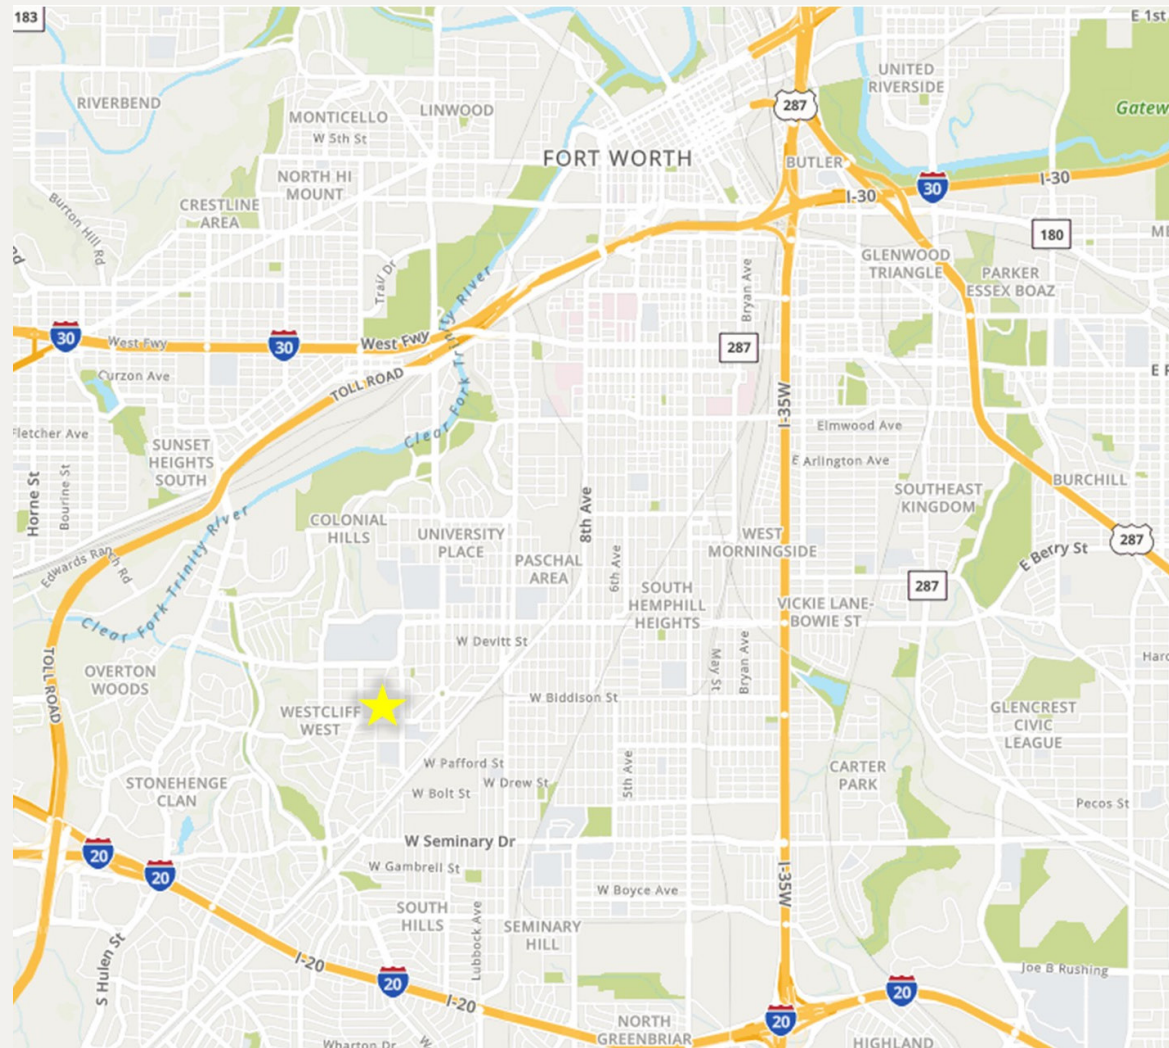 183
E 1st
UNITED
RIVERSIDE
RIVERBEND
MONTICELLO
LINWOOD
W 5th St
287
FORT WORTH
BUTLER
NORTH HI
MOUNT
CRESTLINE
AREA
Burton Hill Rd
I-30
I-30
30
180
GLENWOOD
TRIANGLE
PARKER
ESSEX BOAZ
Trail Dr
Bryan Ave
Clear Fork Trinity River
30
West Fwy
30
West Fwy
287
Curzon Ave
TOLL ROAD
I-35W
Fletcher Ave
SUNSET
HEIGHTS
SOUTH
Elmwood Ave
E Arlington Ave
Horne St
Bourine St
SOUTHEAST
KINGDOM
BURCHILL
COLONIAL
HILLS
UNIVERSITY
PLACE
8th Ave
WEST
MORNINGSIDE
287
Edwards Ranch Rd
PASCHAL
AREA
6th Ave
E Berry St
287
SOUTH
HEMPHILL
HEIGHTS
VICKIE LANE-
BOWIE ST
Clear Fork Trinity River
W Devitt St
TOLL ROAD
OVERTON
WOODS
May St
Bryan Ave
WESTCLIFF
WEST
W Biddison St
GLENCREST
CIVIC
LEAGUE
STONEHENGE
CLAN
W Pafford St
W Drew St
W Bolt St
5th Ave
CARTER
PARK
Pecos St
W Seminary Dr
20
20
W Gambrell St
W Boyce Ave
I-35W
SOUTH
HILLS
Lubbock Ave
SEMINARY
HILL
S Hulen St
I-20
20
I-20
Joe B Rushing
20
20
NORTH
GREENBRIAR
HIGHLAND
Wharton Dr